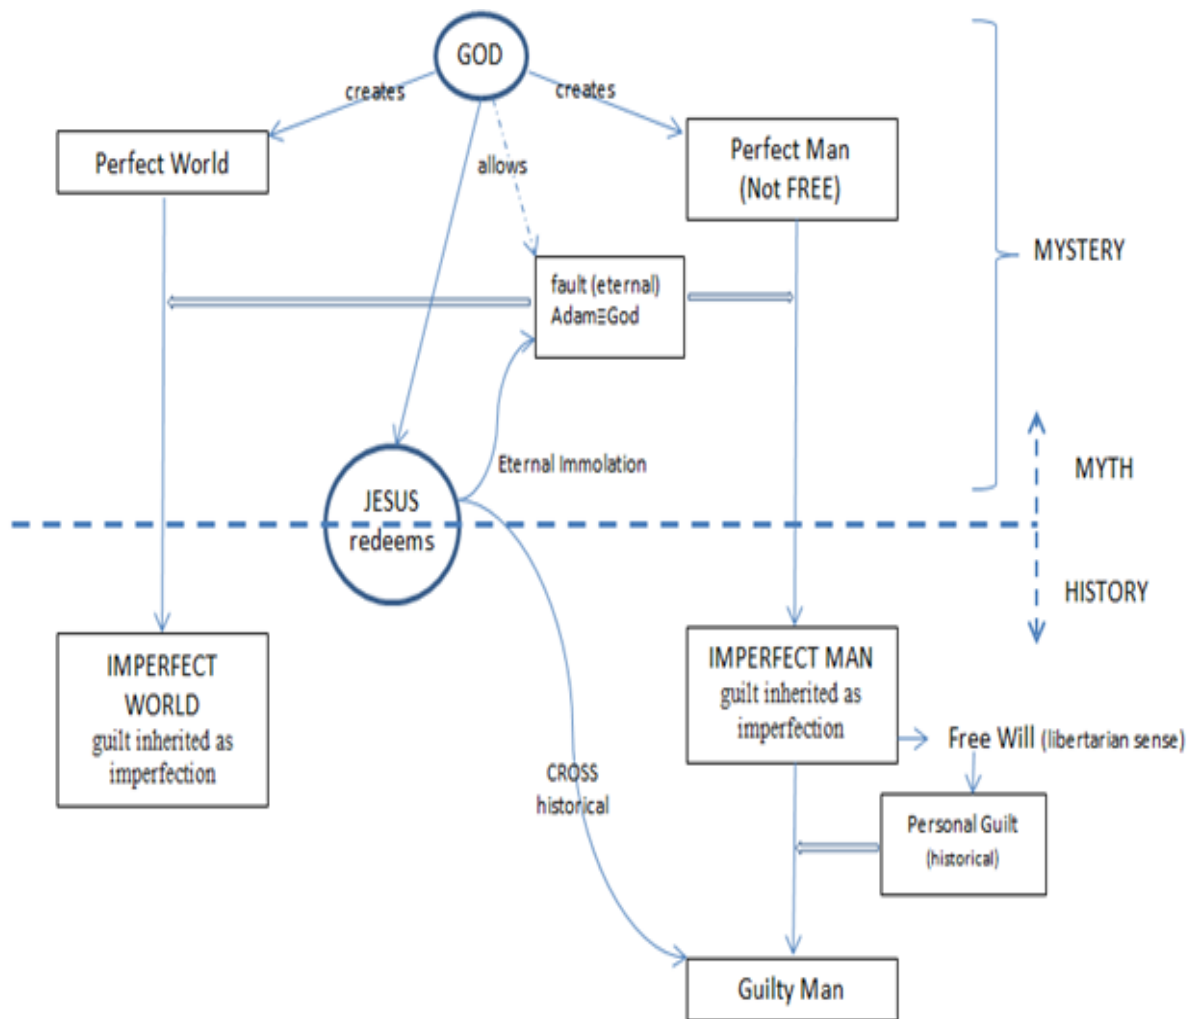 GOD
creates
creates
Perfect World
Perfect Man
(Not FREE)
allows
MYSTERY
fault (eternal)
Adam≡God
Eternal Immolation
MYTH
JESUS
redeems
HISTORY
IMPERFECT
WORLD
guilt inherited as
imperfection
IMPERFECT MAN
guilt inherited as
imperfection
Free Will (libertarian sense)
CROSS
historical
Personal Guilt
(historical)
Guilty Man